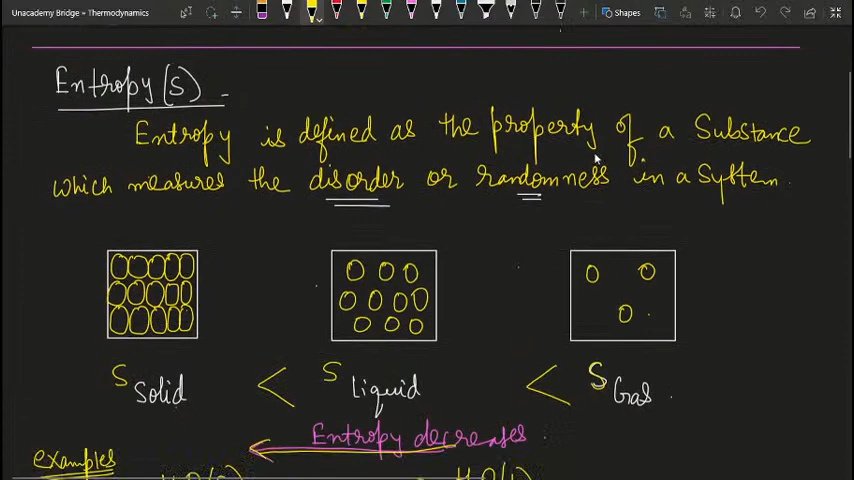 Unacademy Bridge - Thermodynamics
Shapes
Entropy (S)
Entropy is defined as the property of a Substance
which measures the disorder or randomness in a System.
S Solid < S Liquid < S Gas
Entropy decreases
examples